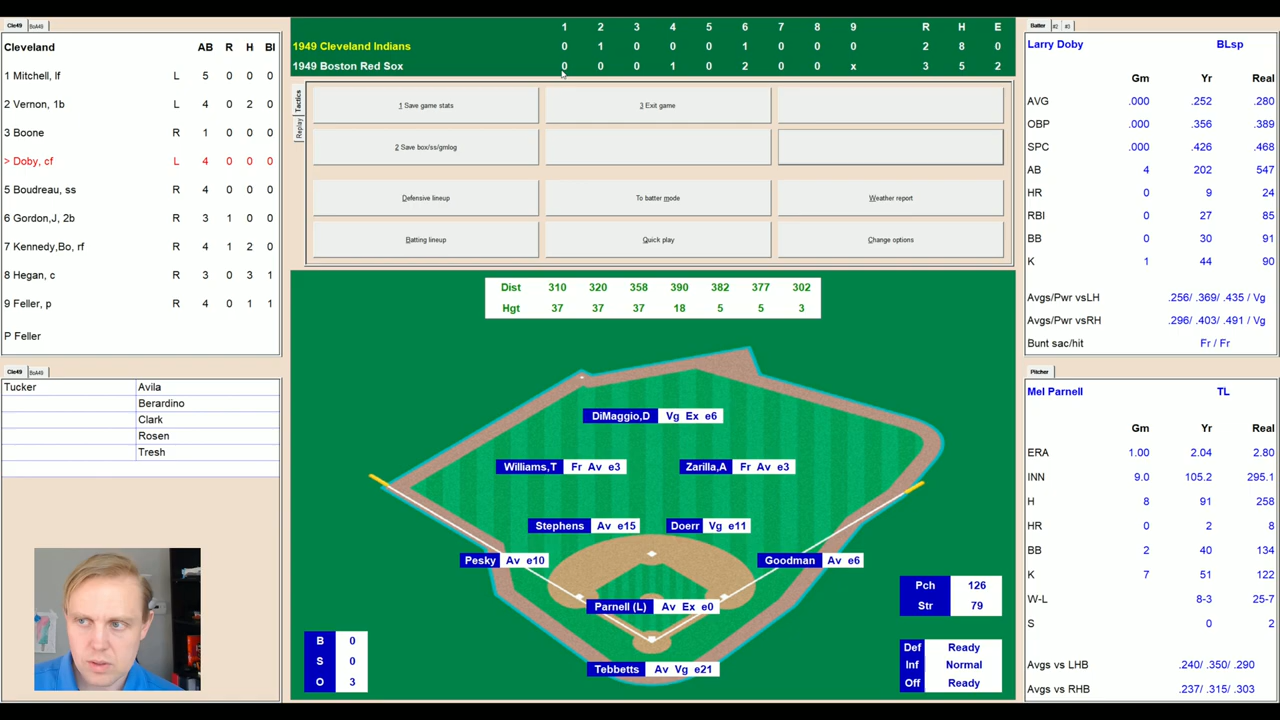 Cle49 BoA49
Cleveland AB R H BI
1 Mitchell, lf L 5 0 0 0
2 Vernon, 1b L 4 0 2 0
3 Boone R 1 0 0 0
> Doby, cf L 4 0 0 0
5 Boudreau, ss R 4 0 0 0
6 Gordon,J, 2b R 3 1 0 0
7 Kennedy,Bo, rf R 4 1 2 0
8 Hegan, c R 3 0 3 1
9 Feller, p R 4 0 1 1
P Feller
Cle49 BoA49
Tucker Avila
Berardino
Clark
Rosen
Tresh
1 2 3 4 5 6 7 8 9 R H E
1949 Cleveland Indians 0 1 0 0 0 1 0 0 0 2 8 0
1949 Boston Red Sox 0 0 0 1 0 2 0 0 x 3 5 2
Tactics
Replay
1 Save game stats 3 Exit game
2 Save box/ss/gmlog
Defensive lineup To batter mode Weather report
Batting lineup Quick play Change options
Dist 310 320 358 390 382 377 302
Hgt 37 37 37 18 5 5 3
DiMaggio,D Vg Ex e6
Williams,T Fr Av e3 Zarilla,A Fr Av e3
Stephens Av e15 Doerr Vg e11
Pesky Av e10 Goodman Av e6
Parnell (L) Av Ex e0
Tebbetts Av Vg e21
Pch 126
Str 79
B 0
S 0
O 3
Def Ready
Inf Normal
Off Ready
Batter #2 #3
Larry Doby BLsp
Gm Yr Real
AVG .000 .252 .280
OBP .000 .356 .389
SPC .000 .426 .468
AB 4 202 547
HR 0 9 24
RBI 0 27 85
BB 0 30 91
K 1 44 90
Avgs/Pwr vsLH .256/ .369/ .435 / Vg
Avgs/Pwr vsRH .296/ .403/ .491 / Vg
Bunt sac/hit Fr / Fr
Pitcher
Mel Parnell TL
Gm Yr Real
ERA 1.00 2.04 2.80
INN 9.0 105.2 295.1
H 8 91 258
HR 0 2 8
BB 2 40 134
K 7 51 122
W-L 8-3 25-7
S 0 2
Avgs vs LHB .240/ .350/ .290
Avgs vs RHB .237/ .315/ .303